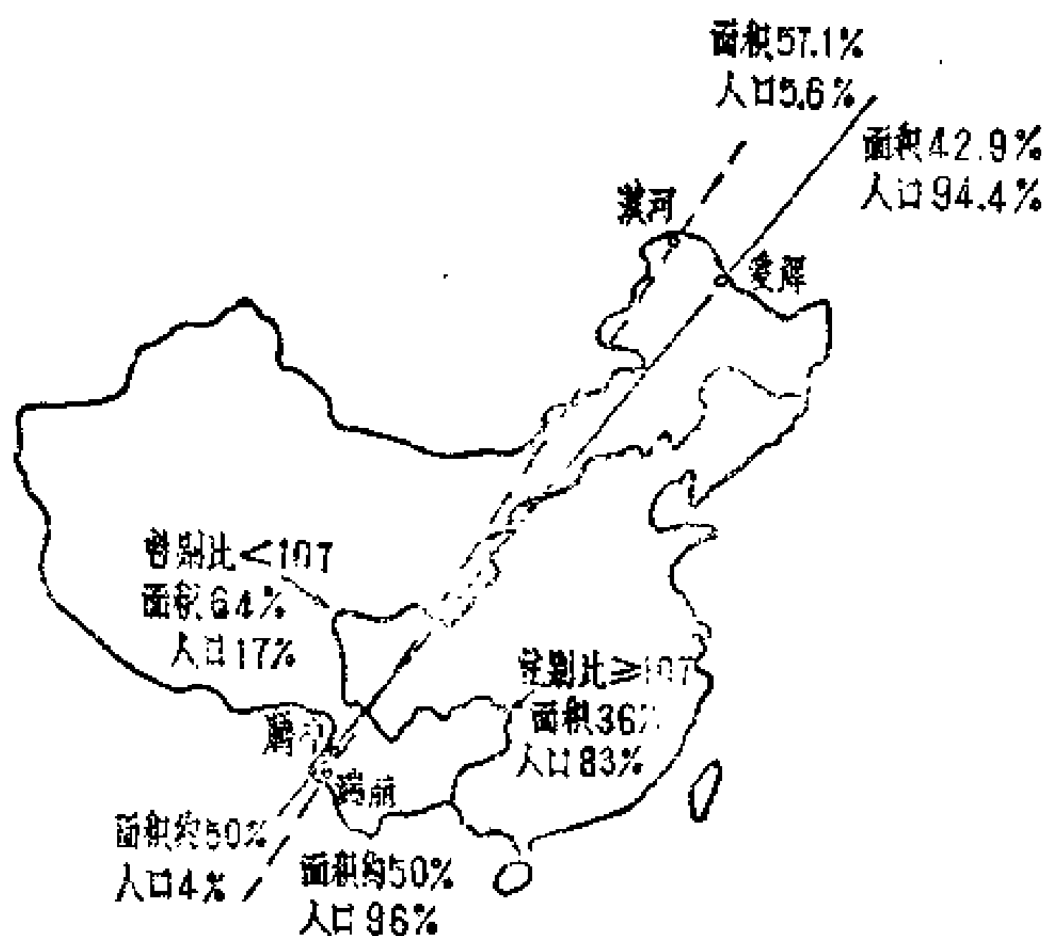 面积57.1%
人口5.6%
面积42.9%
人口94.4%
漠河
爱辉
性别比<107
面积64%
人口17%
性别比≥107
面积36%
人口83%
腾冲
瑞丽
面积约50%
人口4%
面积约50%
人口96%